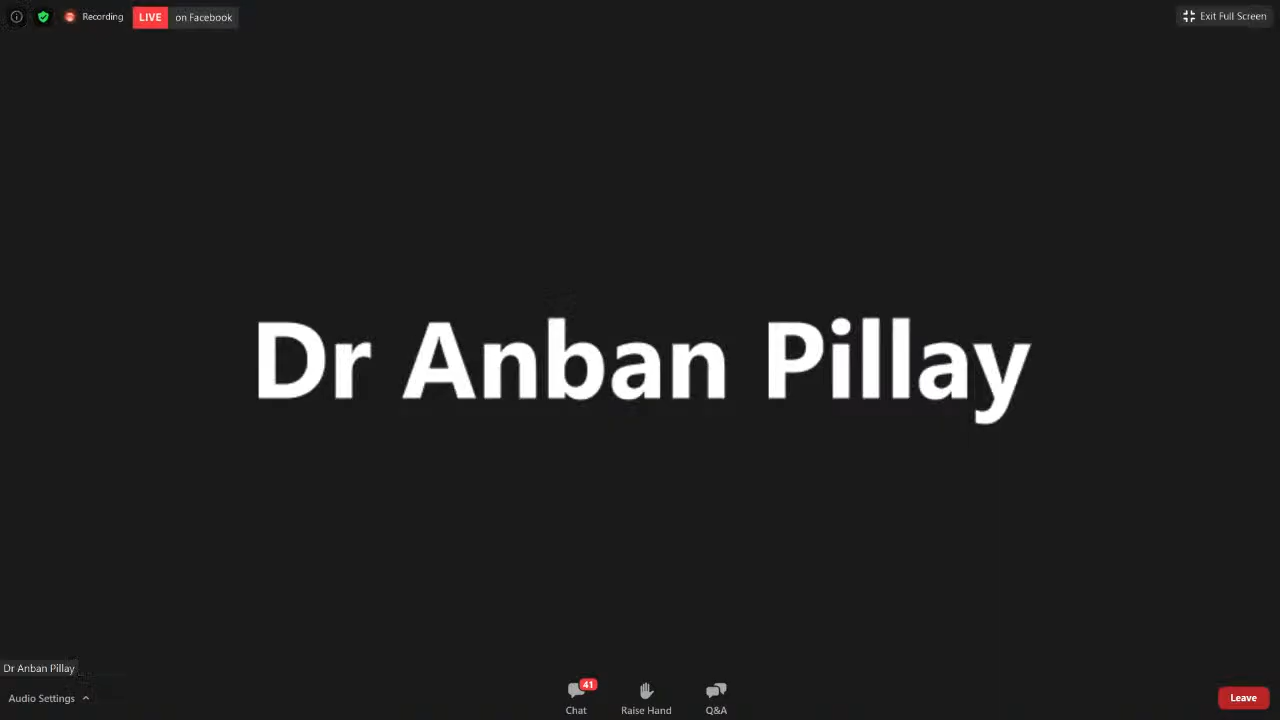 Recording
LIVE on Facebook
Exit Full Screen
Dr Anban Pillay
Dr Anban Pillay
Audio Settings
41
Chat
Raise Hand
Q&A
Leave